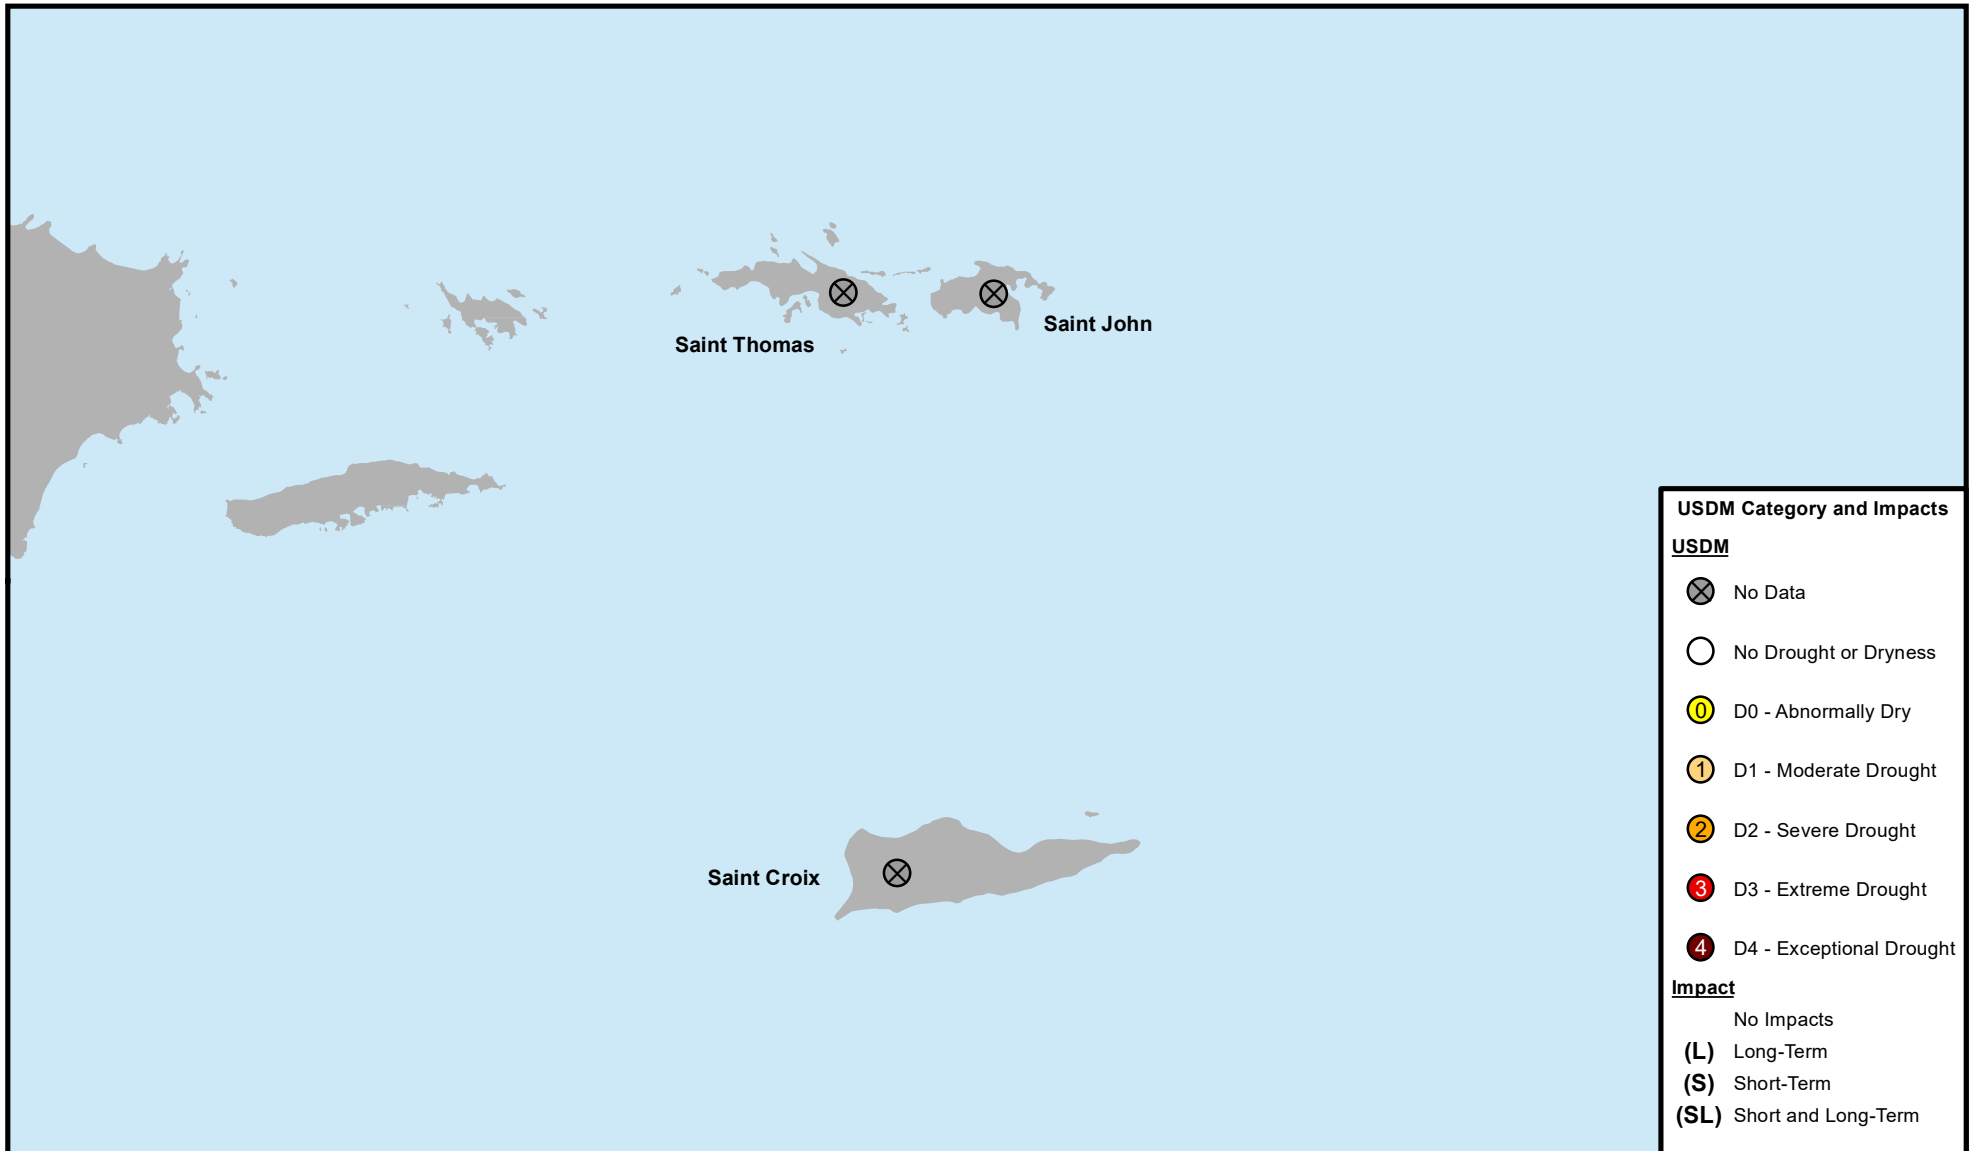 Saint Thomas
Saint John
Saint Croix
USDM Category and Impacts
USDM
No Data
No Drought or Dryness
0 D0 - Abnormally Dry
1 D1 - Moderate Drought
2 D2 - Severe Drought
3 D3 - Extreme Drought
4 D4 - Exceptional Drought
Impact
No Impacts
(L) Long-Term
(S) Short-Term
(SL) Short and Long-Term